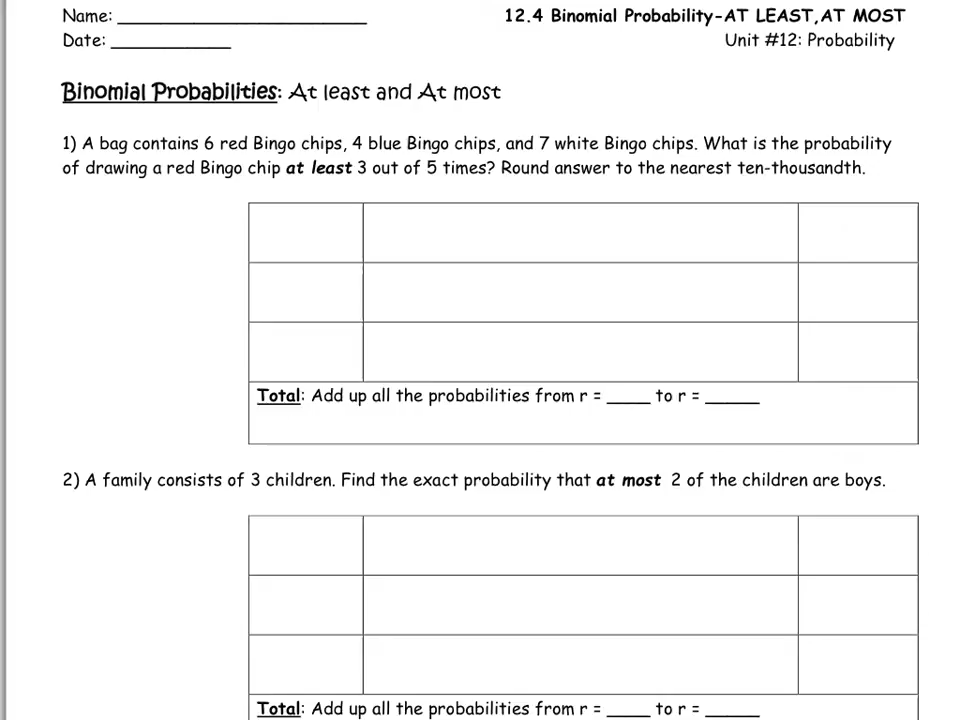 Name: __________________________ 12.4 Binomial Probability-AT LEAST,AT MOST
Date: ____________ Unit #12: Probability
Binomial Probabilities: At least and At most
1) A bag contains 6 red Bingo chips, 4 blue Bingo chips, and 7 white Bingo chips. What is the probability
of drawing a red Bingo chip at least 3 out of 5 times? Round answer to the nearest ten-thousandth.
Total: Add up all the probabilities from r = ____ to r = _____
2) A family consists of 3 children. Find the exact probability that at most 2 of the children are boys.
Total: Add up all the probabilities from r = ____ to r = _____